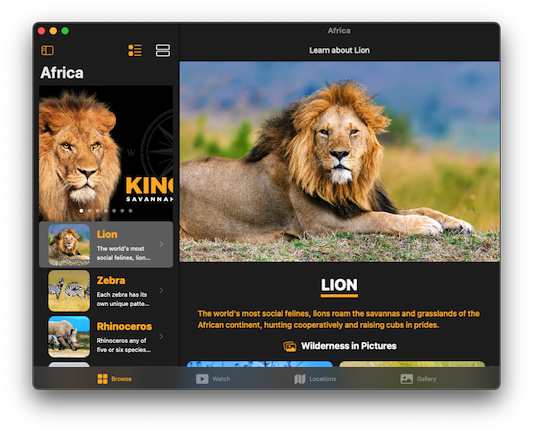 Africa
Learn about Lion
Africa
W
KING
SAVANNAH
Lion
The world's most
social felines, lion...
Zebra
Each zebra has its
own unique patte...
Rhinoceros
Rhinoceros any of
five or six species...
LION
The world's most social felines, lions roam the savannas and grasslands of the
African continent, hunting cooperatively and raising cubs in prides.
Wilderness in Pictures
Browse
Watch
Locations
Gallery